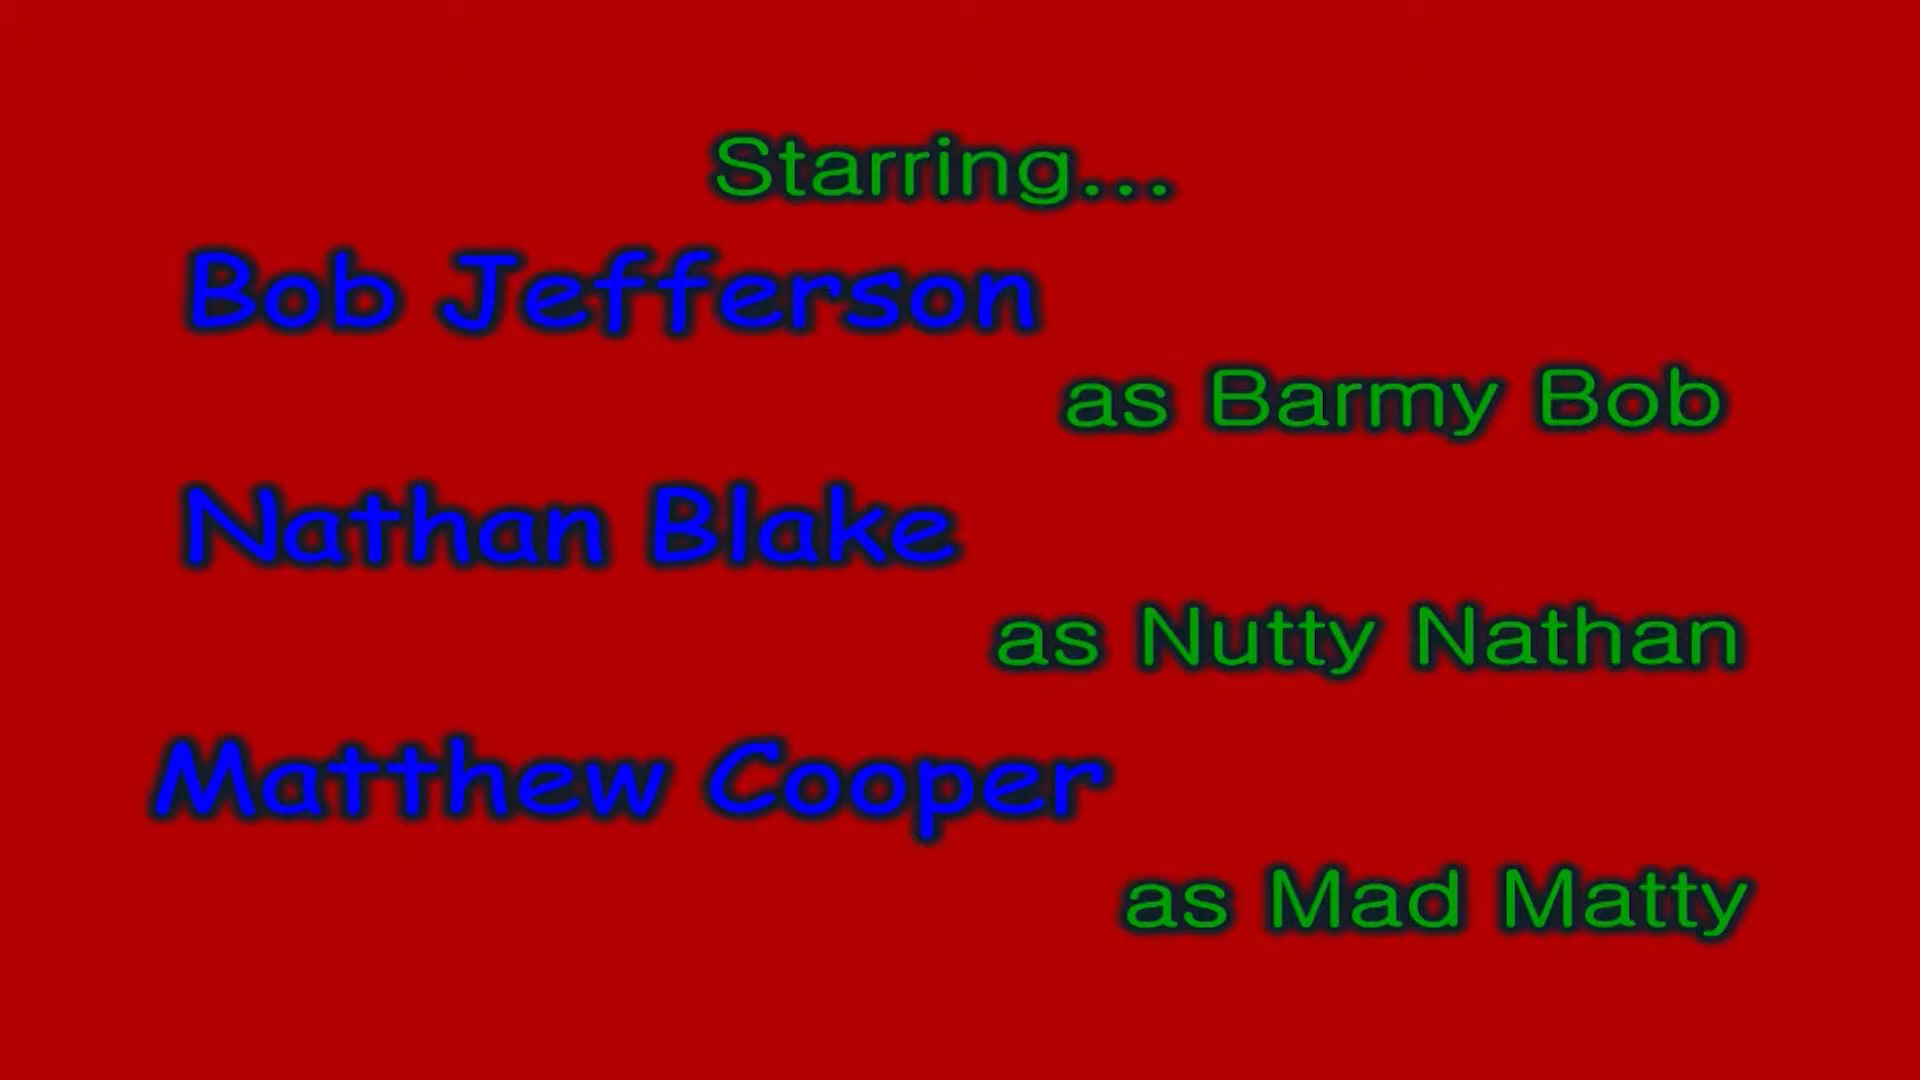 Starring...
Bob Jefferson
as Barmy Bob
Nathan Blake
as Nutty Nathan
Matthew Cooper
as Mad Matty